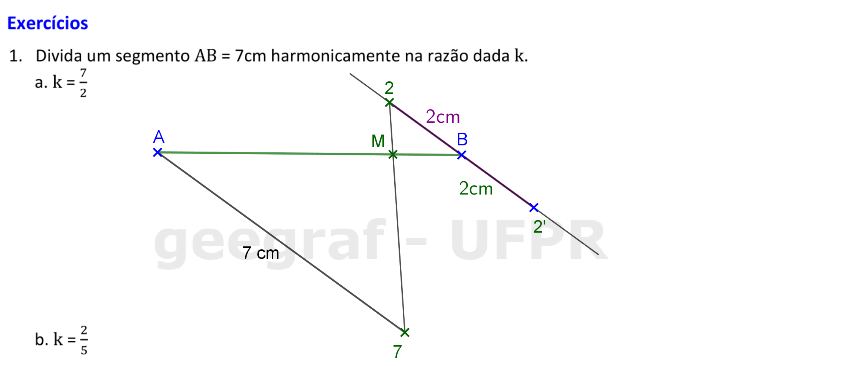 Exercícios
1. Divida um segmento AB = 7cm harmonicamente na razão dada k.
a. k = 7/2
2
2cm
A
M
B
2cm
2'
geegraf - UFPR
7 cm
7
b. k = 2/5